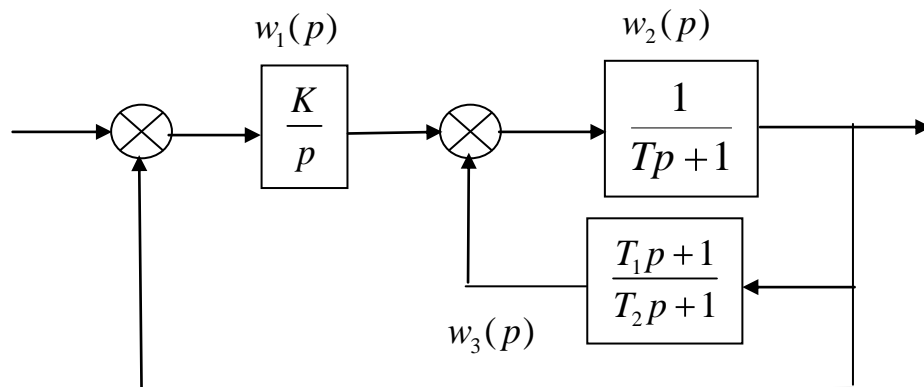 w₁(p)
w₂(p)
K
p
1
Tp + 1
T₁p + 1
T₂p + 1
w₃(p)